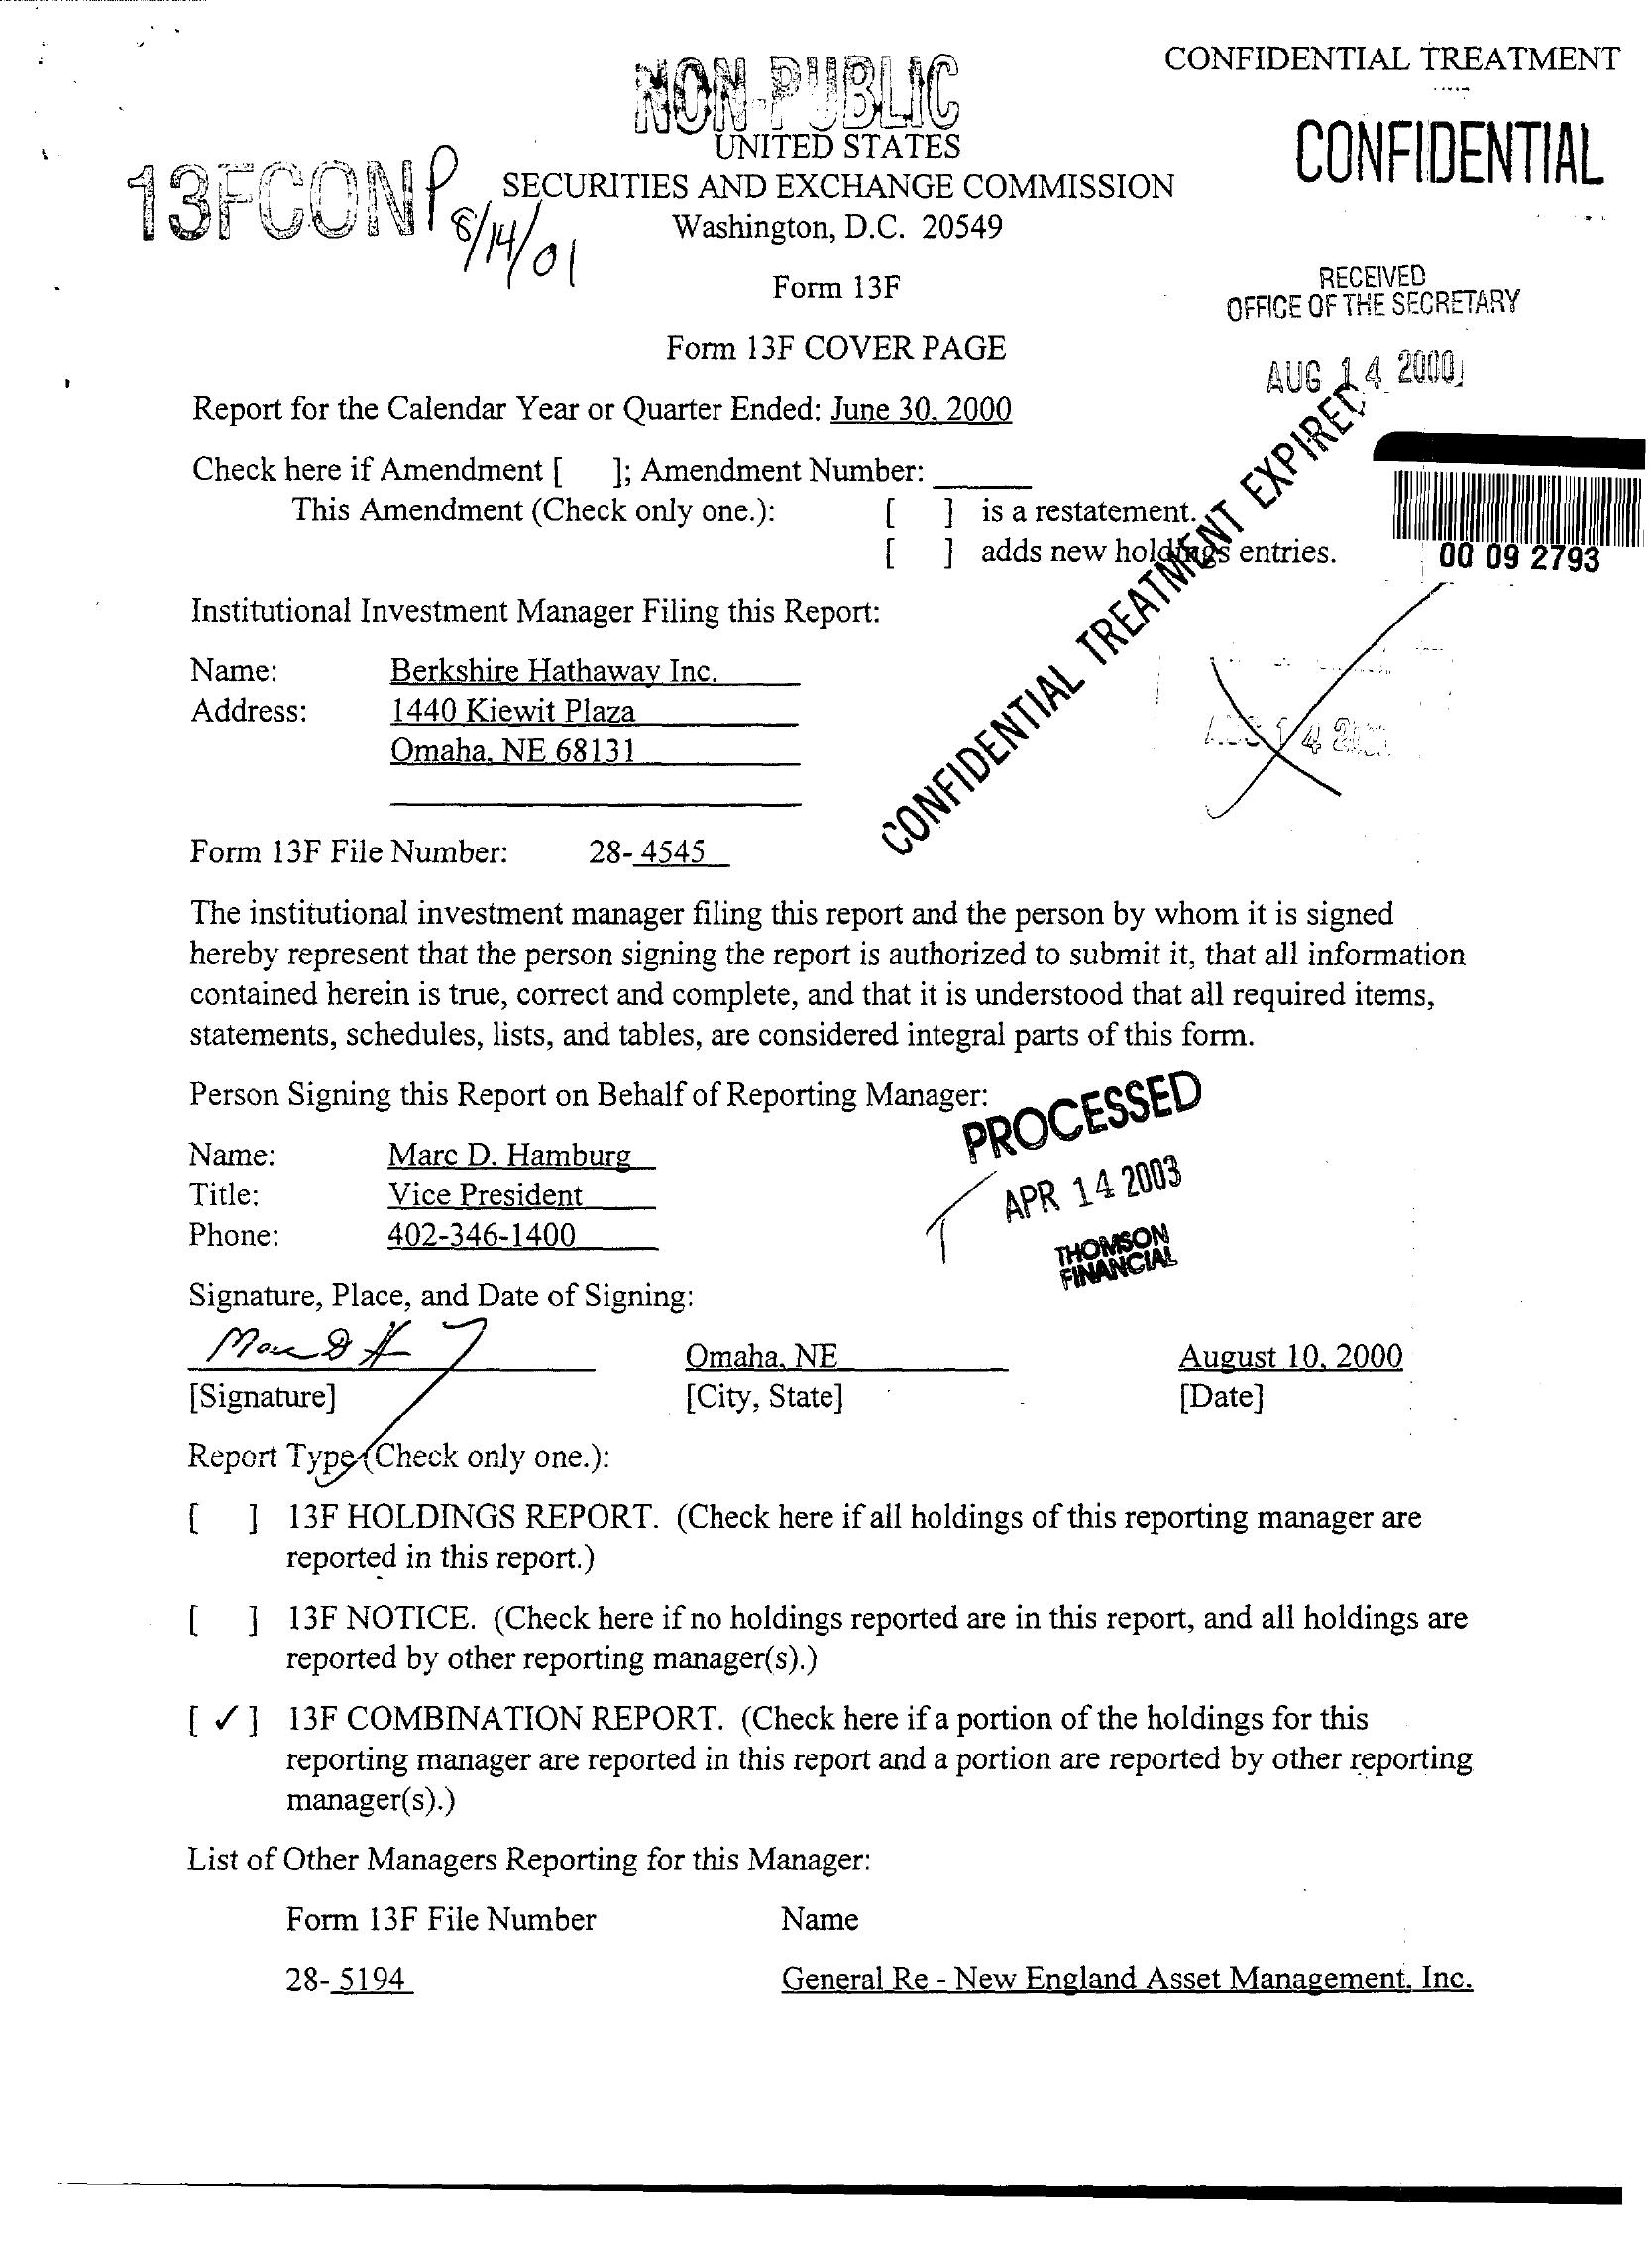 CONFIDENTIAL TREATMENT
NON-PUBLIC
CONFIDENTIAL
UNITED STATES
13FCONP
8/14/01
SECURITIES AND EXCHANGE COMMISSION
Washington, D.C. 20549
Form 13F
RECEIVED
OFFICE OF THE SECRETARY
AUG 14 2000
Form 13F COVER PAGE
Report for the Calendar Year or Quarter Ended: June 30, 2000
CONFIDENTIAL TREATMENT EXPIRED
Check here if Amendment [ ]; Amendment Number:
This Amendment (Check only one.): [ ] is a restatement.
[ ] adds new holdings entries.
00 09 2793
Institutional Investment Manager Filing this Report:
Name: Berkshire Hathaway Inc.
Address: 1440 Kiewit Plaza
Omaha, NE 68131
Form 13F File Number: 28- 4545
The institutional investment manager filing this report and the person by whom it is signed
hereby represent that the person signing the report is authorized to submit it, that all information
contained herein is true, correct and complete, and that it is understood that all required items,
statements, schedules, lists, and tables, are considered integral parts of this form.
Person Signing this Report on Behalf of Reporting Manager:
PROCESSED
APR 14 2003
THOMSON
FINANCIAL
Name: Marc D. Hamburg
Title: Vice President
Phone: 402-346-1400
Signature, Place, and Date of Signing:
Omaha, NE August 10, 2000
[Signature] [City, State] [Date]
Report Type (Check only one.):
[ ] 13F HOLDINGS REPORT. (Check here if all holdings of this reporting manager are
reported in this report.)
[ ] 13F NOTICE. (Check here if no holdings reported are in this report, and all holdings are
reported by other reporting manager(s).)
[ ✓ ] 13F COMBINATION REPORT. (Check here if a portion of the holdings for this
reporting manager are reported in this report and a portion are reported by other reporting
manager(s).)
List of Other Managers Reporting for this Manager:
Form 13F File Number Name
28- 5194 General Re - New England Asset Management, Inc.